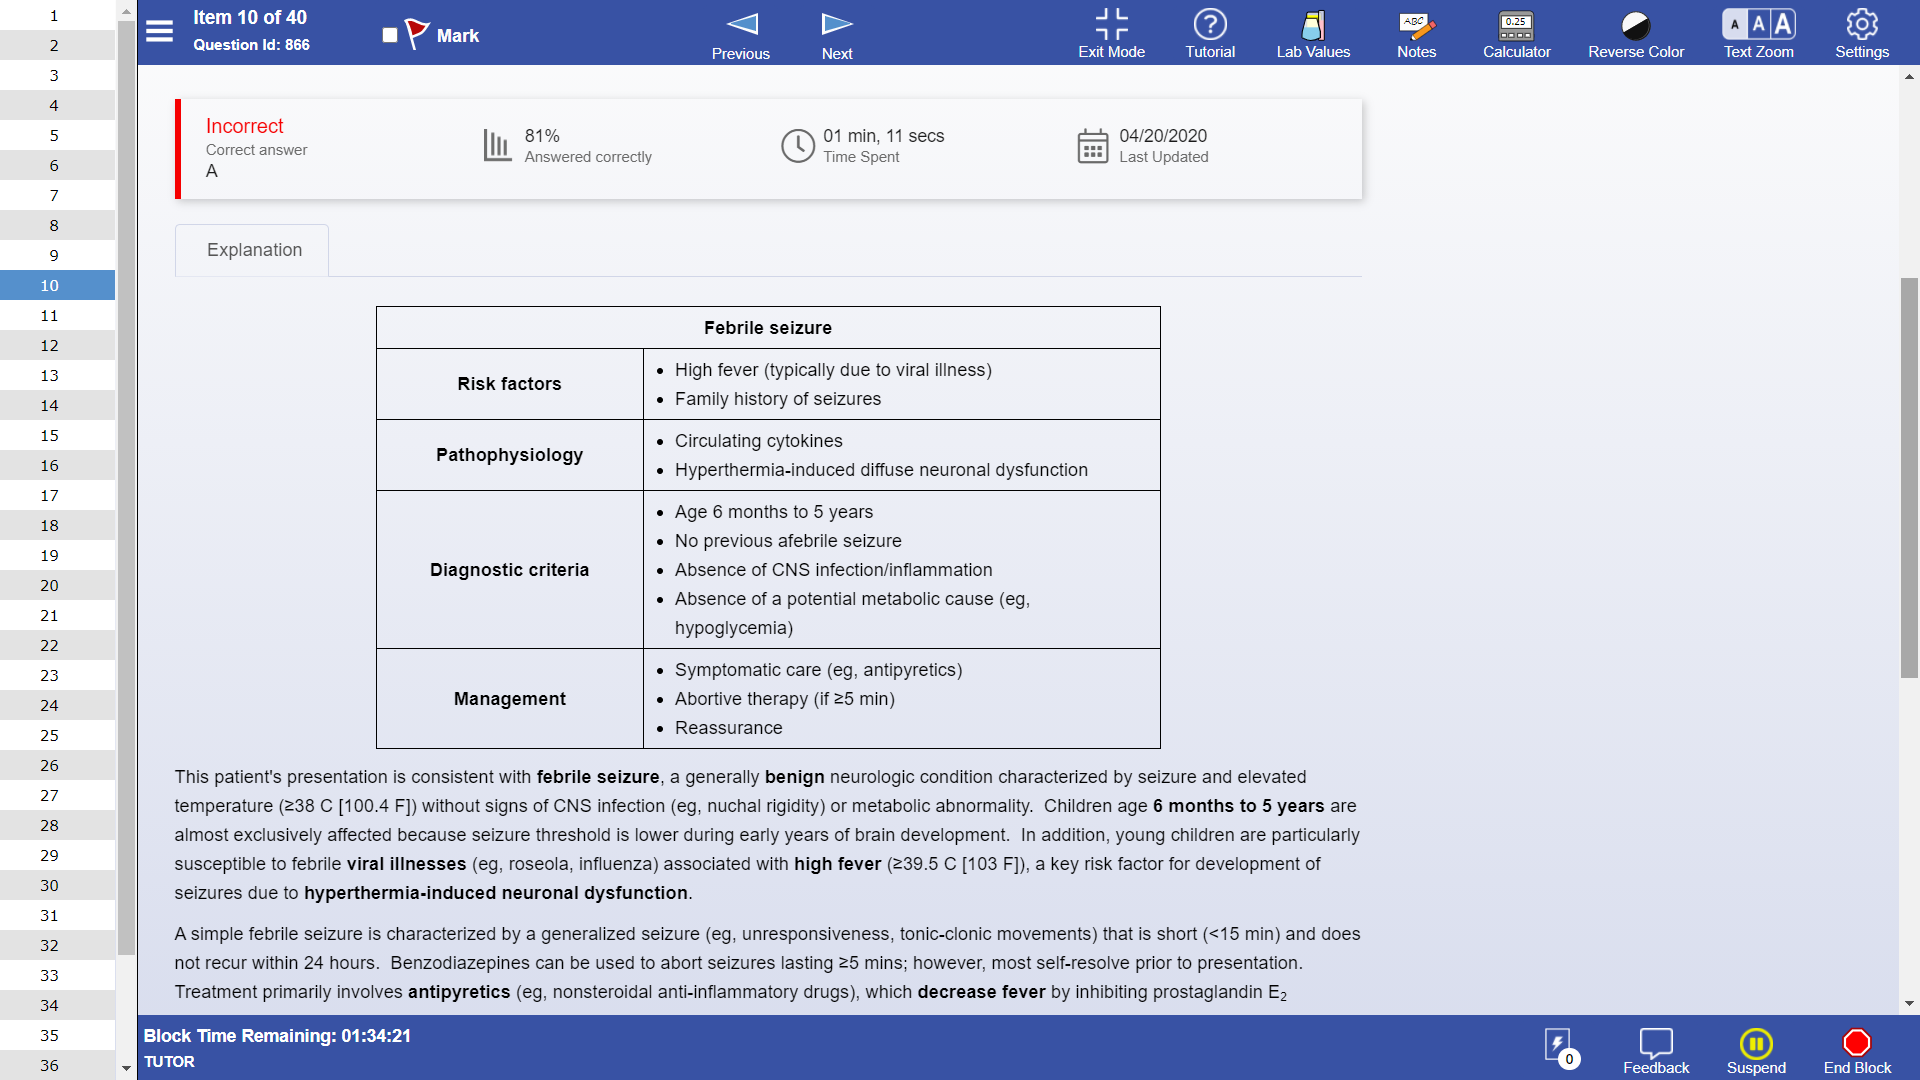 1
2
3
4
5
6
7
8
9
10
11
12
13
14
15
16
17
18
19
20
21
22
23
24
25
26
27
28
29
30
31
32
33
34
35
36
Item 10 of 40
Question Id: 866
Mark
Previous
Next
Exit Mode
Tutorial
Lab Values
ABC
Notes
0.25
Calculator
Reverse Color
A A A
Text Zoom
Settings
Incorrect
Correct answer
A
81%
Answered correctly
01 min, 11 secs
Time Spent
04/20/2020
Last Updated
Explanation
Febrile seizure
Risk factors
• High fever (typically due to viral illness)
• Family history of seizures
Pathophysiology
• Circulating cytokines
• Hyperthermia-induced diffuse neuronal dysfunction
Diagnostic criteria
• Age 6 months to 5 years
• No previous afebrile seizure
• Absence of CNS infection/inflammation
• Absence of a potential metabolic cause (eg,
hypoglycemia)
Management
• Symptomatic care (eg, antipyretics)
• Abortive therapy (if ≥5 min)
• Reassurance
This patient's presentation is consistent with febrile seizure, a generally benign neurologic condition characterized by seizure and elevated
temperature (≥38 C [100.4 F]) without signs of CNS infection (eg, nuchal rigidity) or metabolic abnormality.  Children age 6 months to 5 years are
almost exclusively affected because seizure threshold is lower during early years of brain development.  In addition, young children are particularly
susceptible to febrile viral illnesses (eg, roseola, influenza) associated with high fever (≥39.5 C [103 F]), a key risk factor for development of
seizures due to hyperthermia-induced neuronal dysfunction.
A simple febrile seizure is characterized by a generalized seizure (eg, unresponsiveness, tonic-clonic movements) that is short (<15 min) and does
not recur within 24 hours.  Benzodiazepines can be used to abort seizures lasting ≥5 mins; however, most self-resolve prior to presentation.
Treatment primarily involves antipyretics (eg, nonsteroidal anti-inflammatory drugs), which decrease fever by inhibiting prostaglandin E2
Block Time Remaining: 01:34:21
TUTOR
0
Feedback
Suspend
End Block